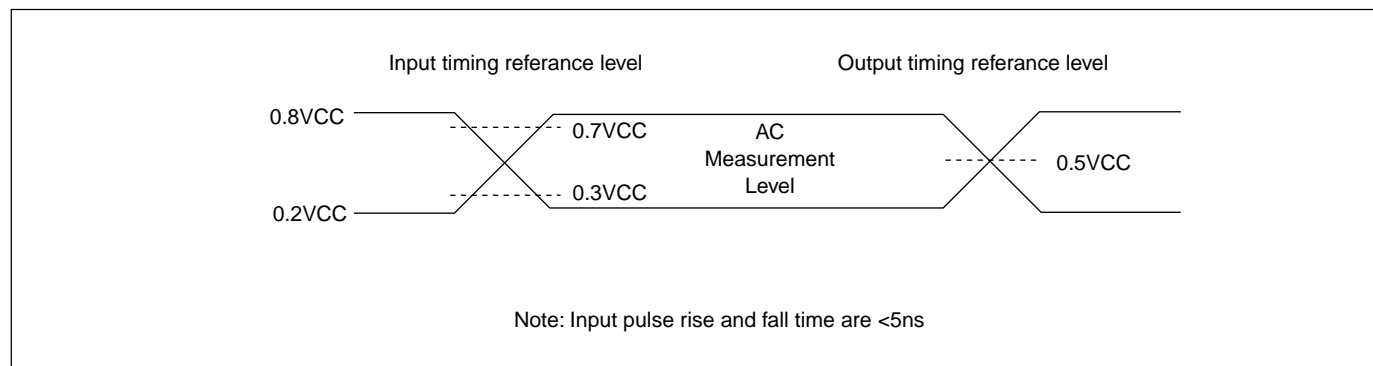 Input timing referance level
Output timing referance level
0.8VCC
0.7VCC
AC
Measurement
Level
0.5VCC
0.3VCC
0.2VCC
Note: Input pulse rise and fall time are <5ns